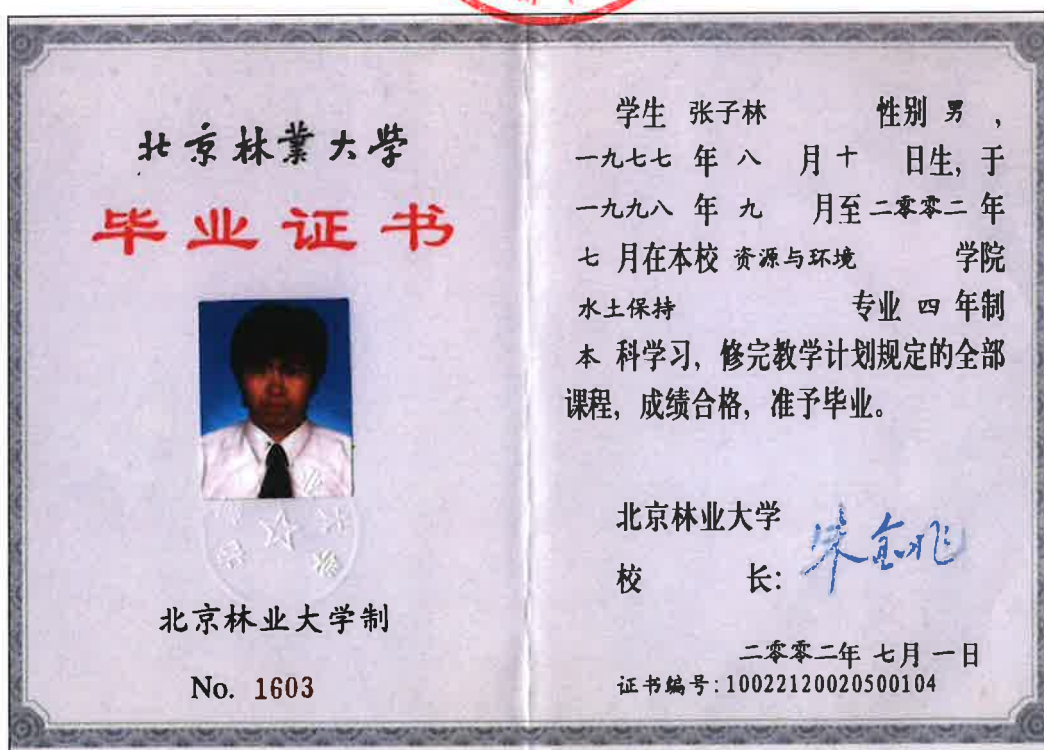 北京林業大学
毕业证书
北京林业大学制
No. 1603
学生 张子林 性别 男 ,
一九七七 年 八 月 十 日生, 于
一九九八 年 九 月至 二零零二 年
七 月在本校 资源与环境 学院
水土保持 专业 四 年制
本 科学习, 修完教学计划规定的全部
课程, 成绩合格, 准予毕业。
北京林业大学
校 长: 朱金兆
二零零二年 七月 一日
证书编号: 10022120020500104